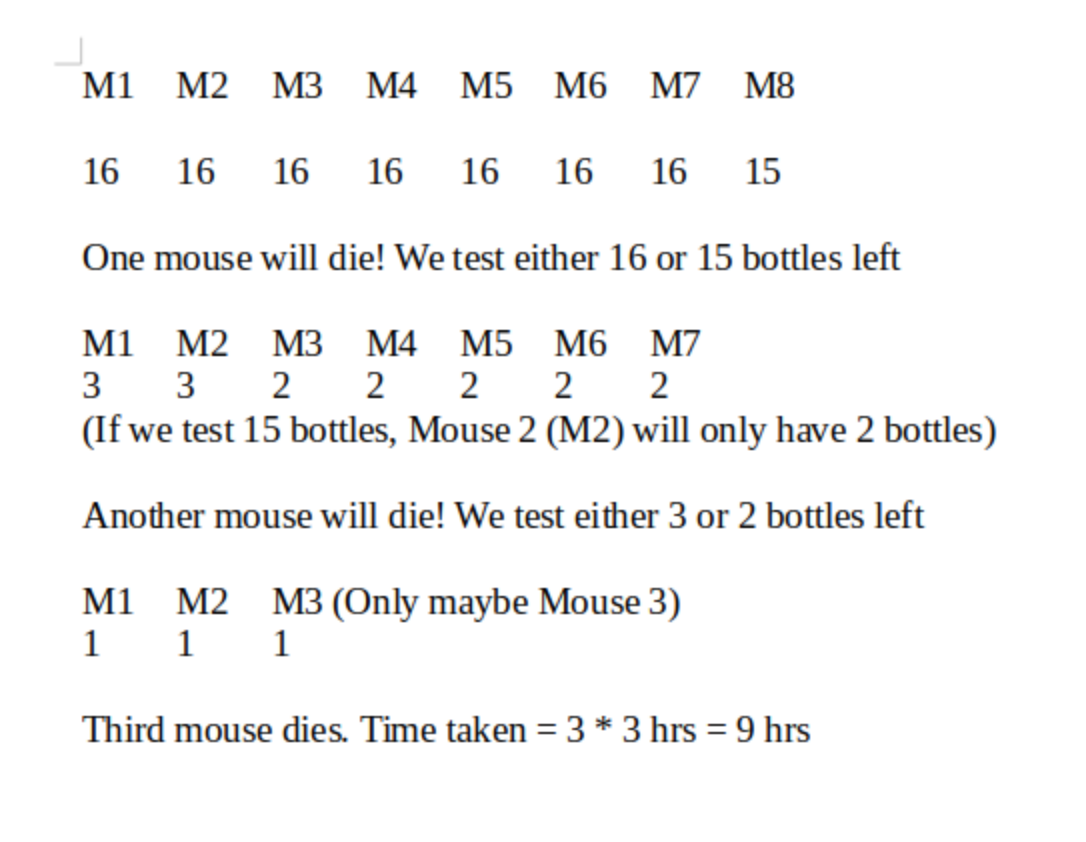 M1 M2 M3 M4 M5 M6 M7 M8
16 16 16 16 16 16 16 15
One mouse will die! We test either 16 or 15 bottles left
M1 M2 M3 M4 M5 M6 M7
3 3 2 2 2 2 2
(If we test 15 bottles, Mouse 2 (M2) will only have 2 bottles)
Another mouse will die! We test either 3 or 2 bottles left
M1 M2 M3 (Only maybe Mouse 3)
1 1 1
Third mouse dies. Time taken = 3 * 3 hrs = 9 hrs